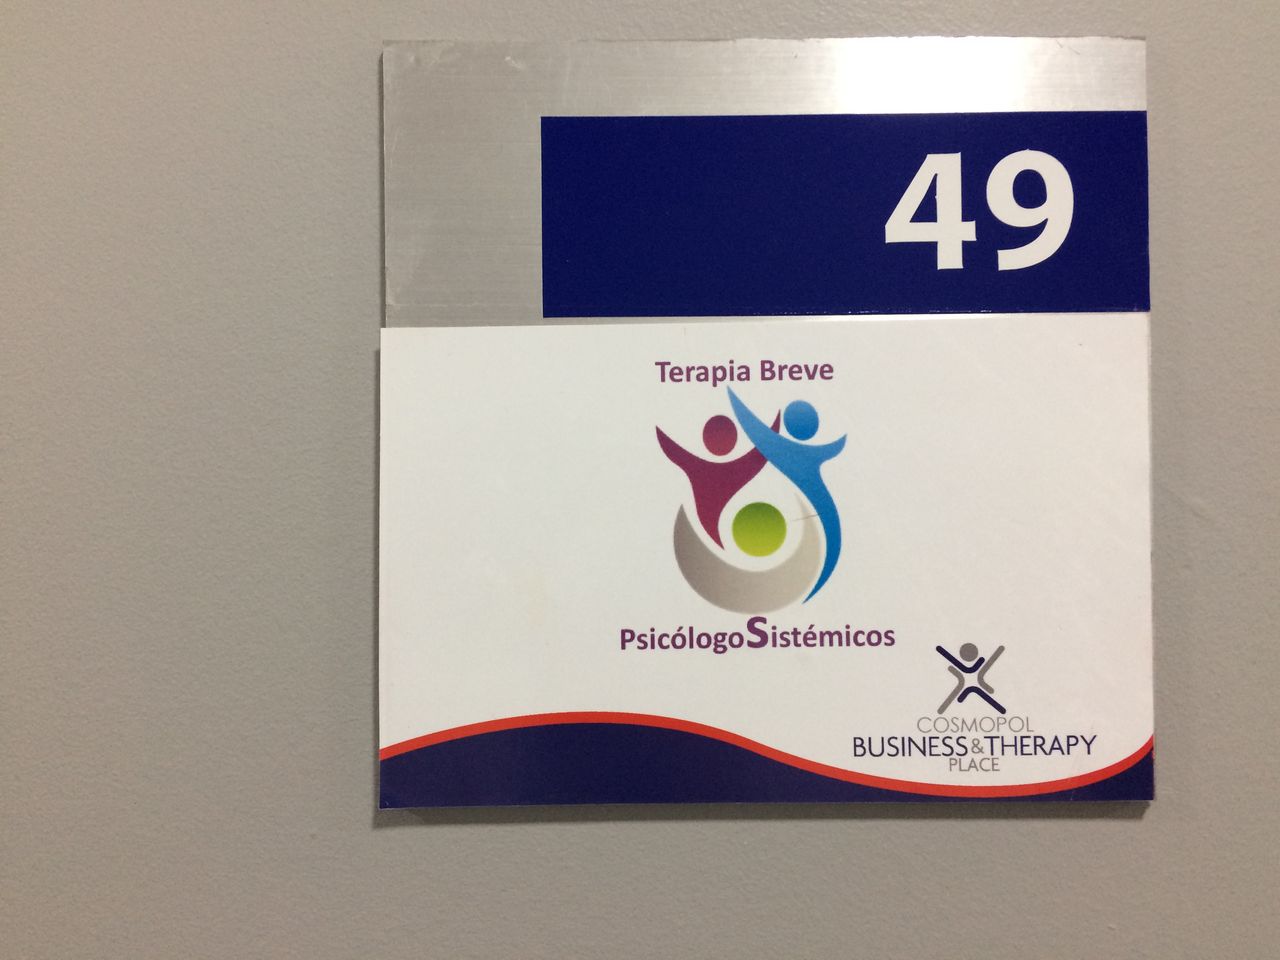 49
Terapia Breve
PsicólogoSistémicos
COSMOPOL
BUSINESS&THERAPY
PLACE